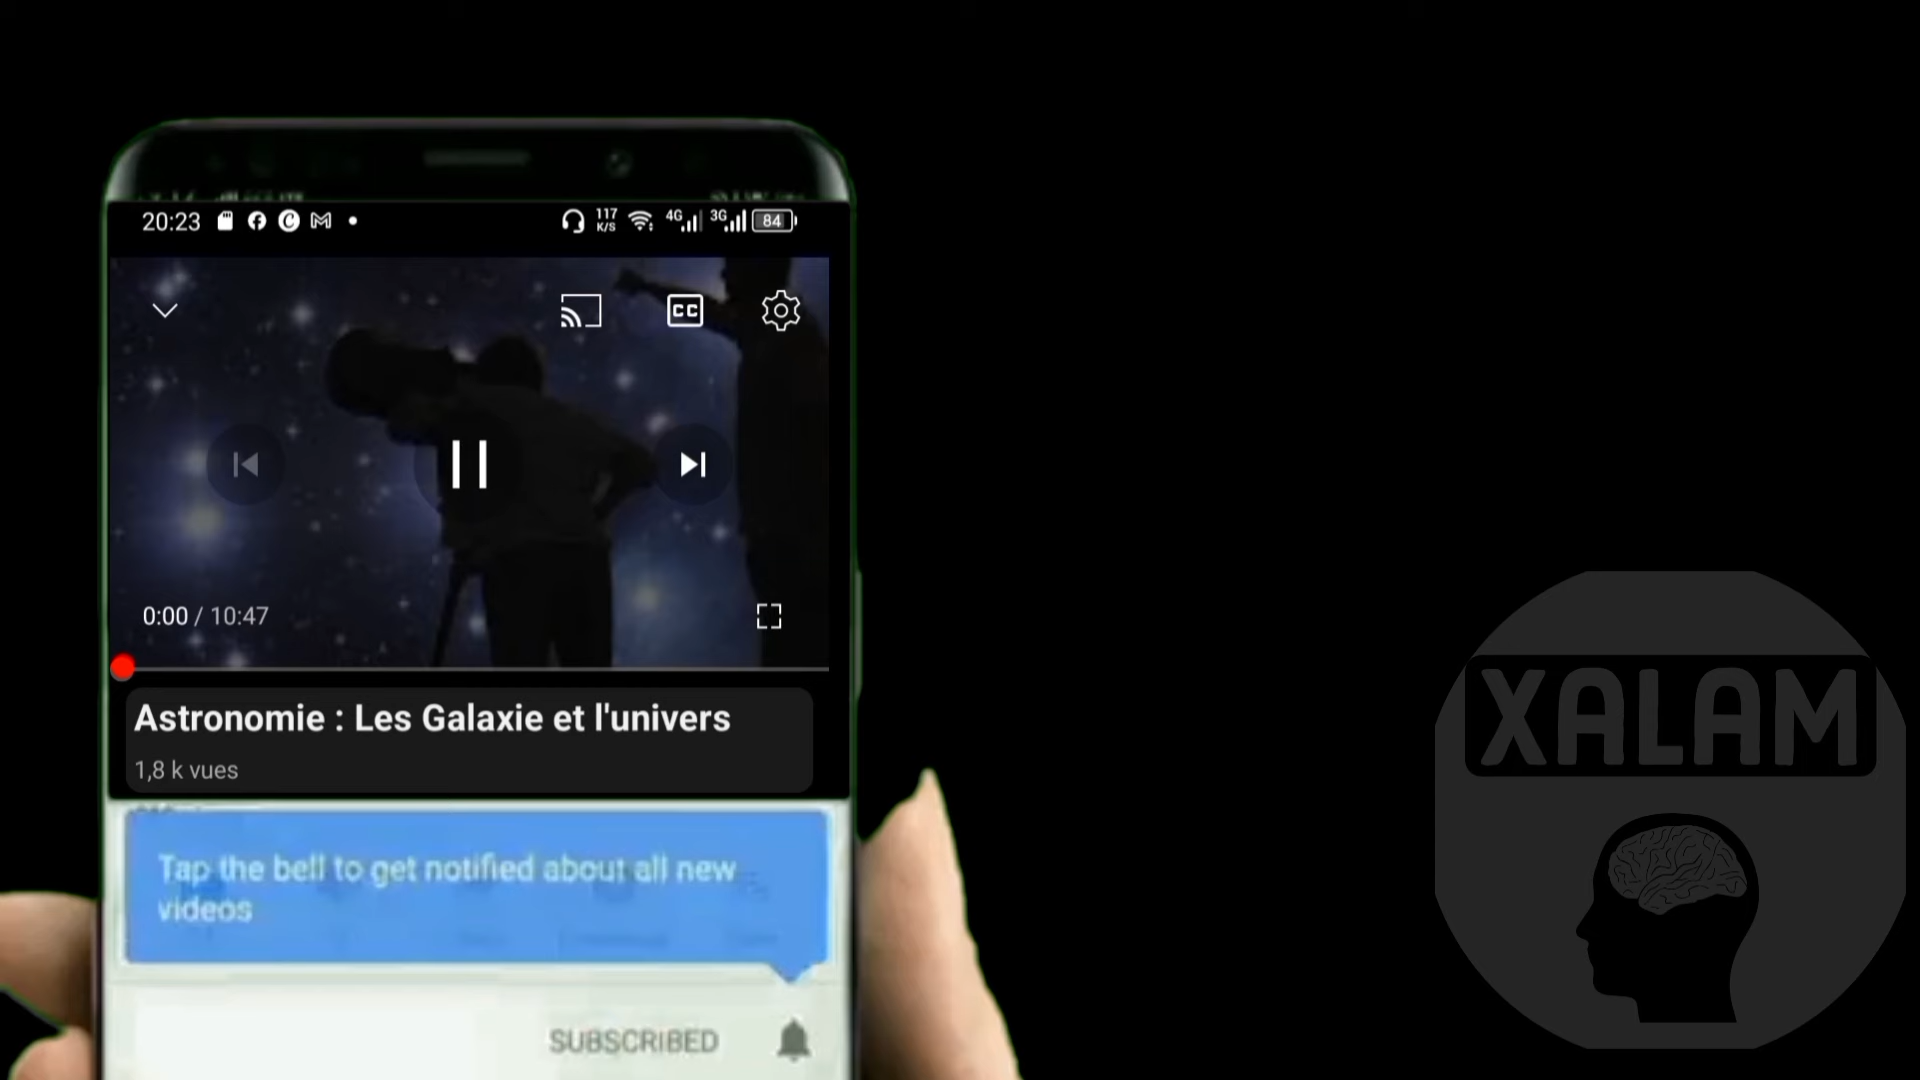 20:23
117
K/S
4G
3G
84
CC
0:00 / 10:47
Astronomie : Les Galaxie et l'univers
1,8 k vues
Tap the bell to get notified about all new
videos
SUBSCRIBED
XALAM